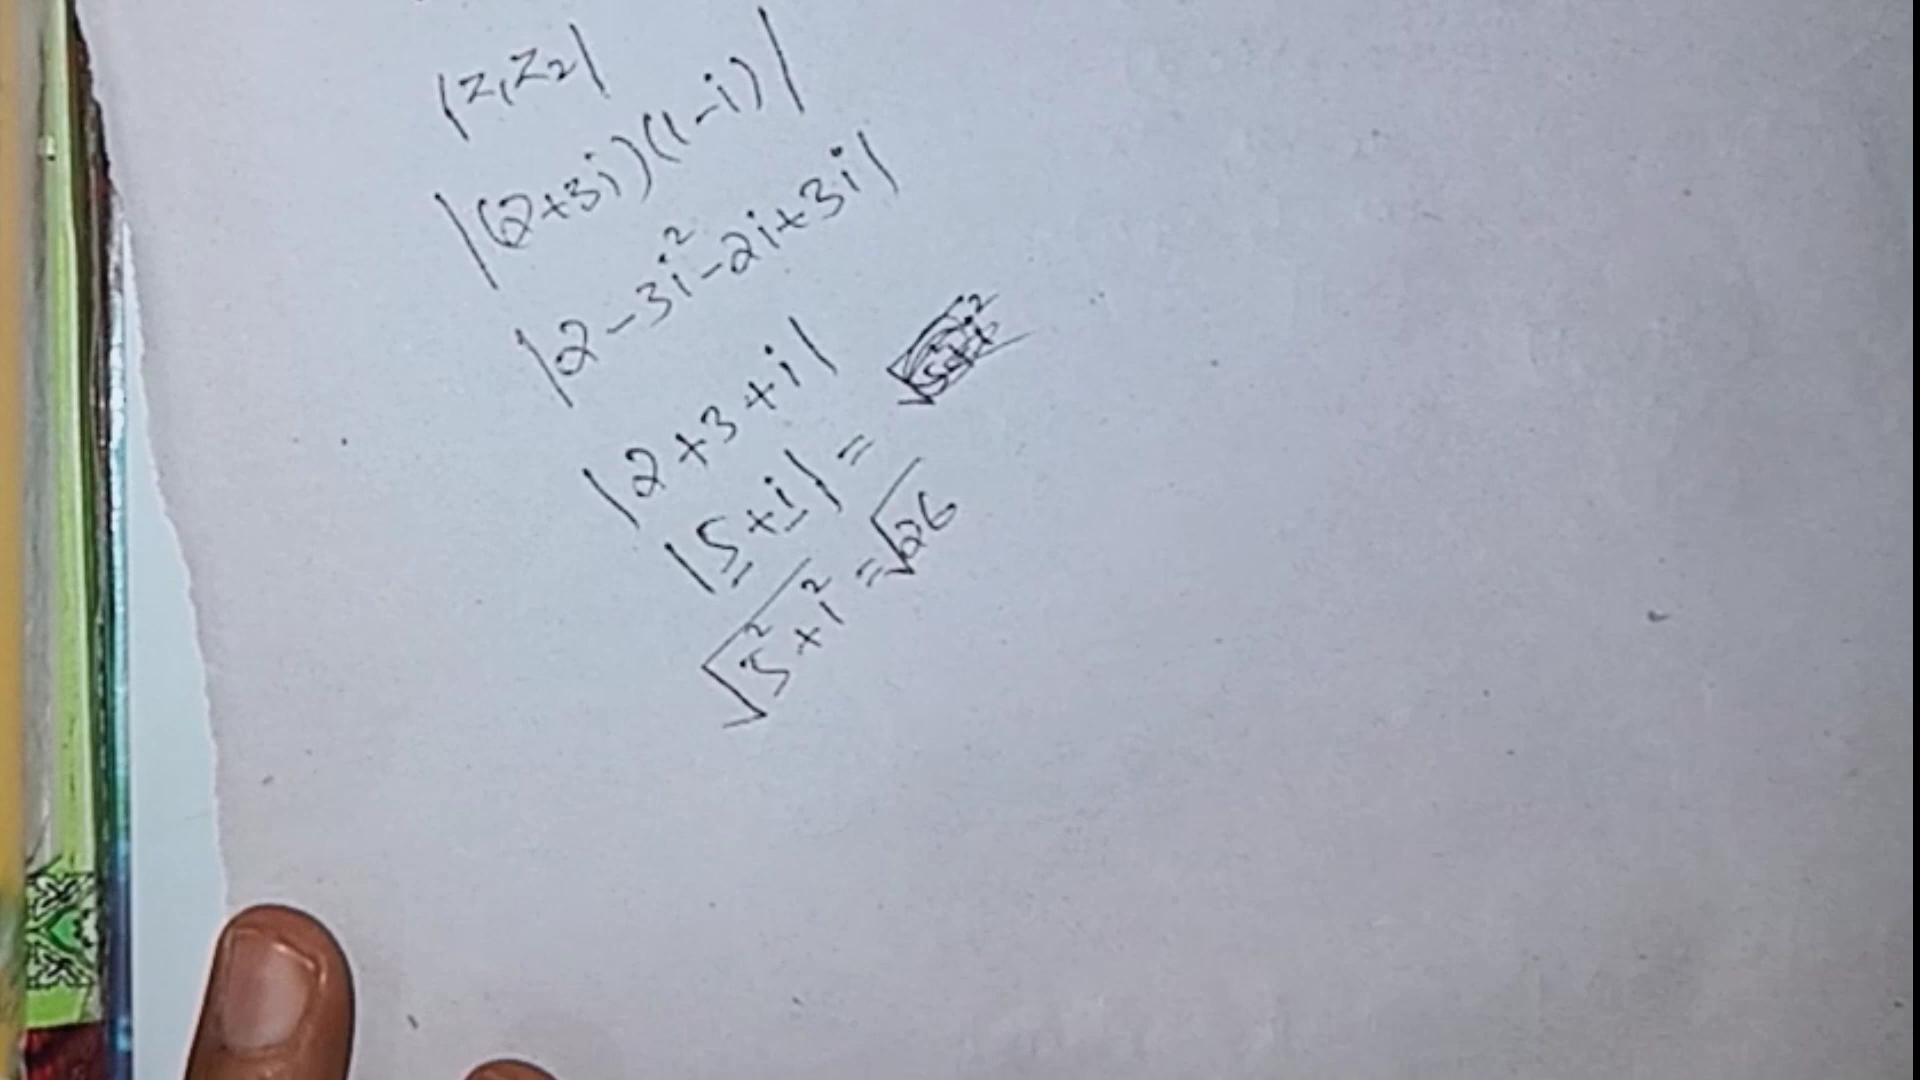 |z₁z₂|
|(2+3i)(1-i)|
|2-3i²-2i+3i|
|2+3+i|
|5+i| =
√5²+1² = √26